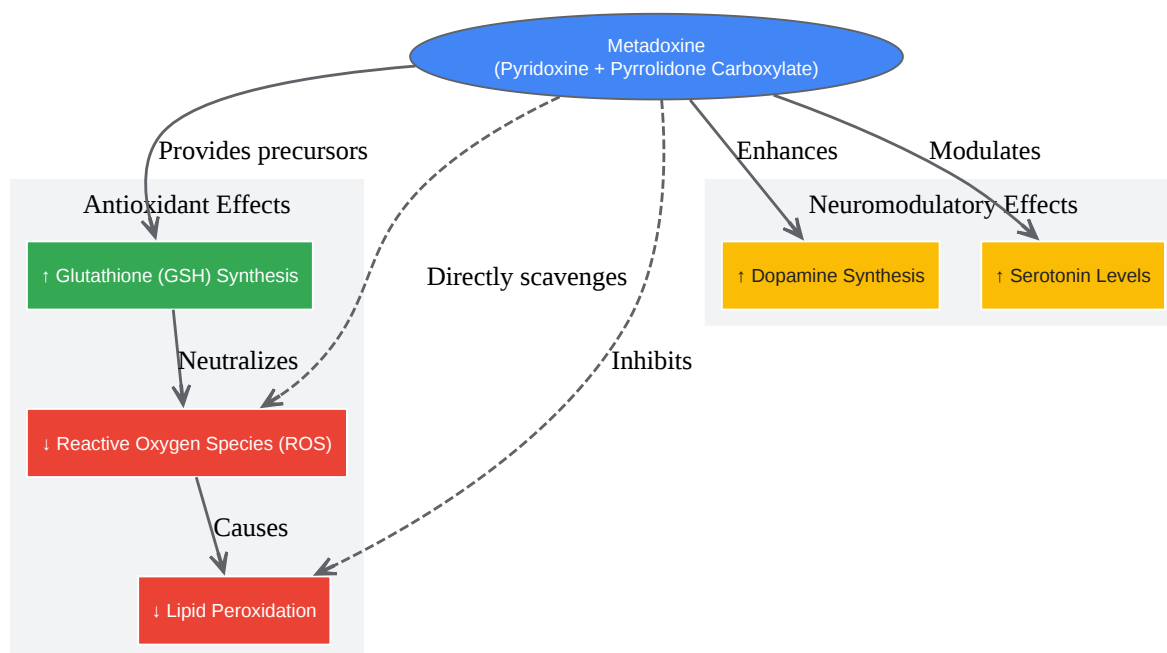 Metadoxine
(Pyridoxine + Pyrrolidone Carboxylate)
Provides precursors
Enhances
Modulates
Antioxidant Effects
Neuromodulatory Effects
↑ Glutathione (GSH) Synthesis
Directly scavenges
↑ Dopamine Synthesis
↑ Serotonin Levels
Neutralizes
Inhibits
↓ Reactive Oxygen Species (ROS)
Causes
↓ Lipid Peroxidation